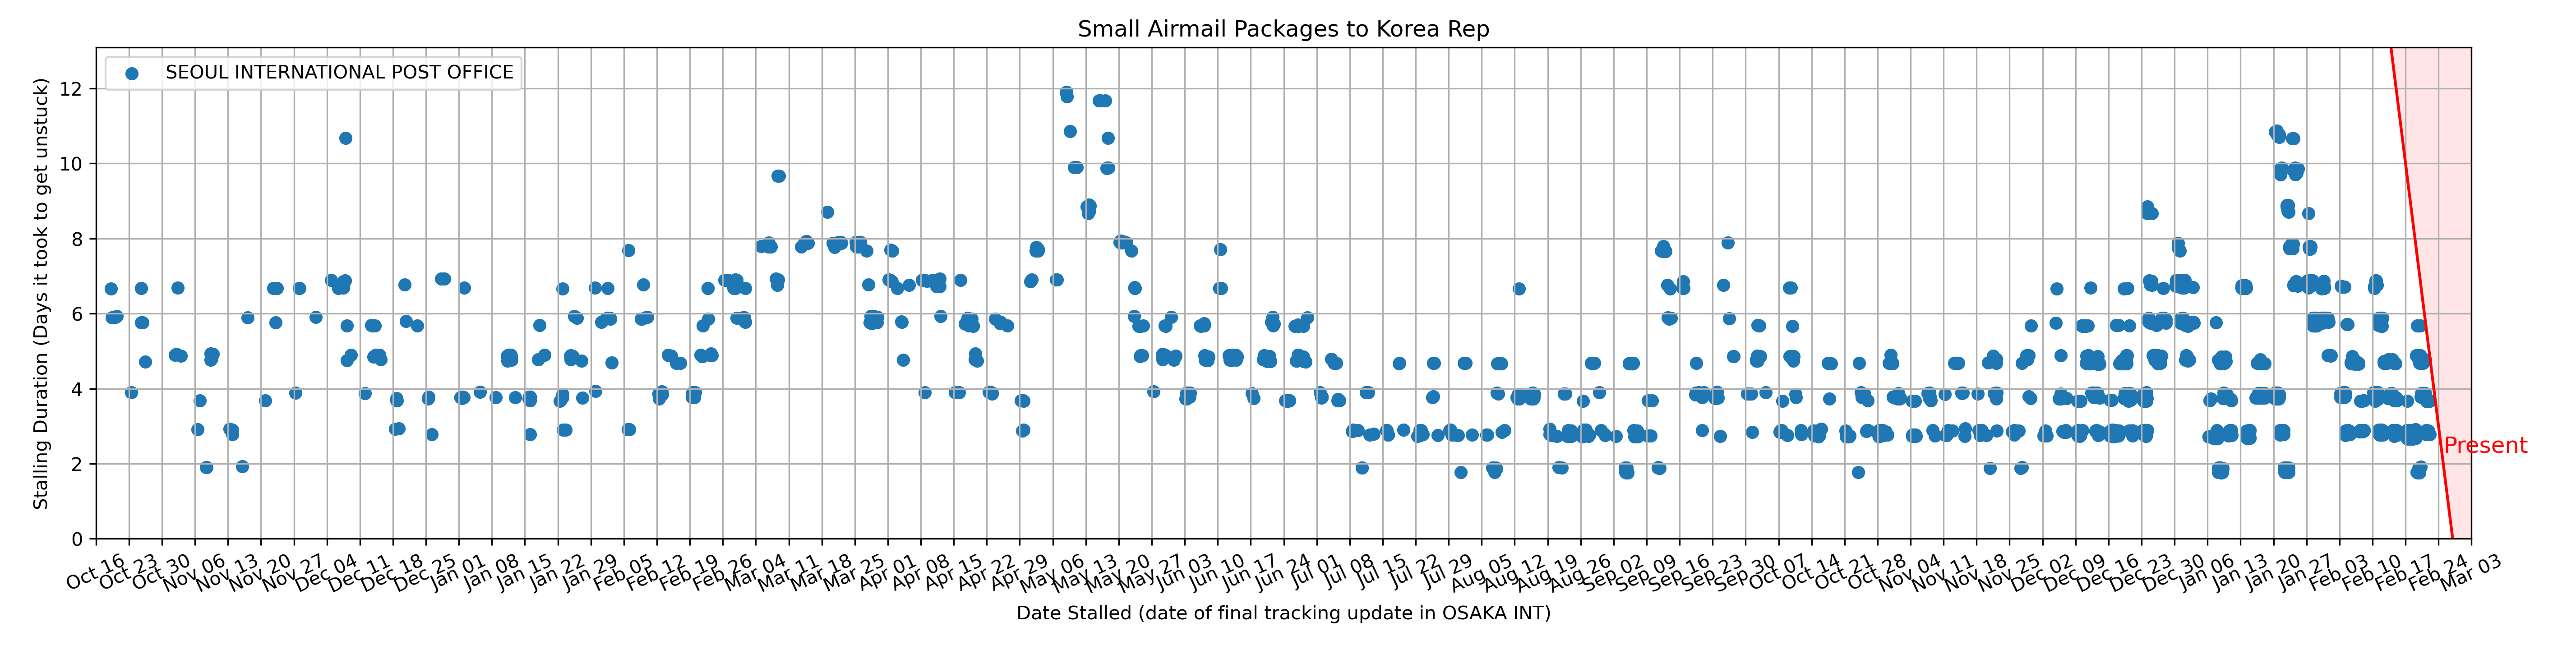 Small Airmail Packages to Korea Rep
SEOUL INTERNATIONAL POST OFFICE
Stalling Duration (Days it took to get unstuck)
12
10
8
6
4
2
0
Present
Oct 16
Oct 23
Oct 30
Nov 06
Nov 13
Nov 20
Nov 27
Dec 04
Dec 11
Dec 18
Dec 25
Jan 01
Jan 08
Jan 15
Jan 22
Jan 29
Feb 05
Feb 12
Feb 19
Feb 26
Mar 04
Mar 11
Mar 18
Mar 25
Apr 01
Apr 08
Apr 15
Apr 22
Apr 29
May 06
May 13
May 20
May 27
Jun 03
Jun 10
Jun 17
Jun 24
Jul 01
Jul 08
Jul 15
Jul 22
Jul 29
Aug 05
Aug 12
Aug 19
Aug 26
Sep 02
Sep 09
Sep 16
Sep 23
Sep 30
Oct 07
Oct 14
Oct 21
Oct 28
Nov 04
Nov 11
Nov 18
Nov 25
Dec 02
Dec 09
Dec 16
Dec 23
Dec 30
Jan 06
Jan 13
Jan 20
Jan 27
Feb 03
Feb 10
Feb 17
Feb 24
Mar 03
Date Stalled (date of final tracking update in OSAKA INT)